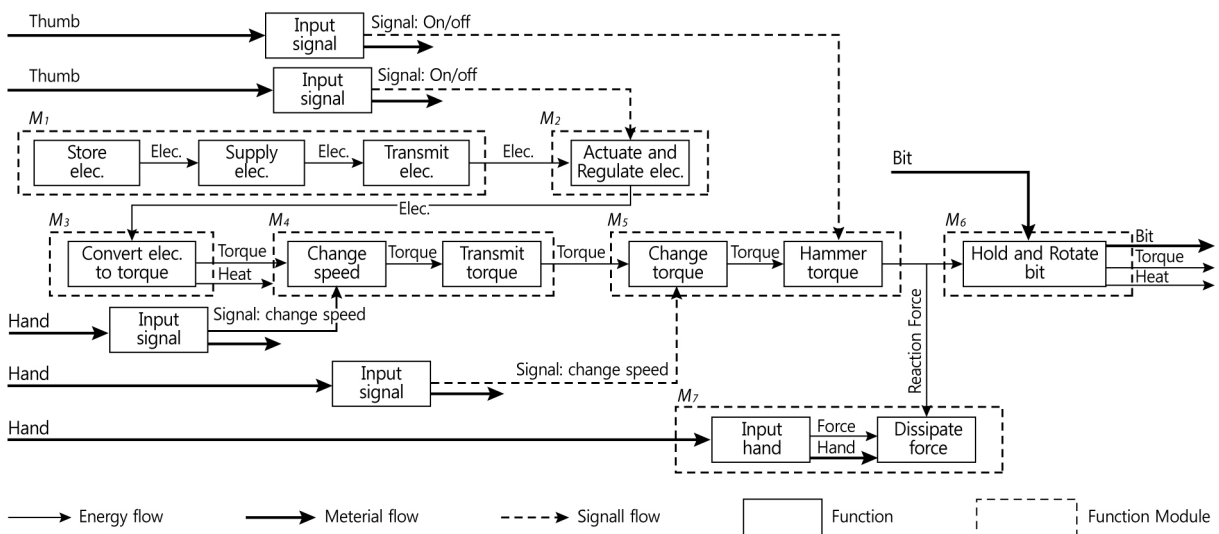 Thumb
Input
signal
Signal: On/off
Thumb
Input
signal
Signal: On/off
M1
Store
elec.
Elec.
Supply
elec.
Elec.
Transmit
elec.
Elec.
M2
Actuate and
Regulate elec.
Elec.
Bit
M3
Convert elec.
to torque
Torque
Heat
M4
Change
speed
Torque
Transmit
torque
Torque
M5
Change
torque
Torque
Hammer
torque
M6
Hold and Rotate
bit
Bit
Torque
Heat
Hand
Input
signal
Signal: change speed
Hand
Input
signal
Signal: change speed
Reaction Force
Hand
M7
Input
hand
Force
Hand
Dissipate
force
Energy flow
Meterial flow
Signall flow
Function
Function Module